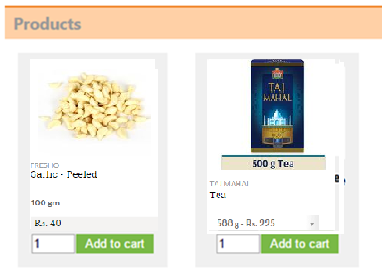 Products
TAJ
MAHAL
500 g Tea
FRESHO
Garlic - Peeled
100 gm
Rs. 40
1
Add to cart
TAJ MAHAL
Tea
500 g - Rs. 225
1
Add to cart